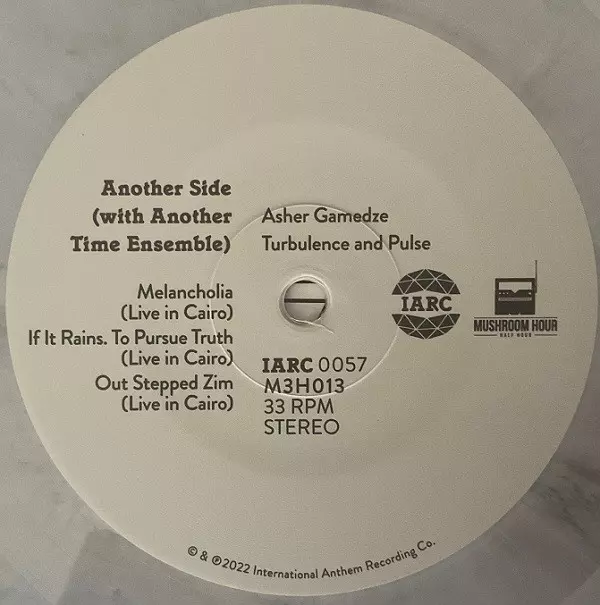 Another Side
(with Another
Time Ensemble)
Asher Gamedze
Turbulence and Pulse
Melancholia
(Live in Cairo)
If It Rains. To Pursue Truth
(Live in Cairo)
Out Stepped Zim
(Live in Cairo)
IARC 0057
M3H013
33 RPM
STEREO
IARC
MUSHROOM HOUR
HALF HOUR
© & ℗2022 International Anthem Recording Co.